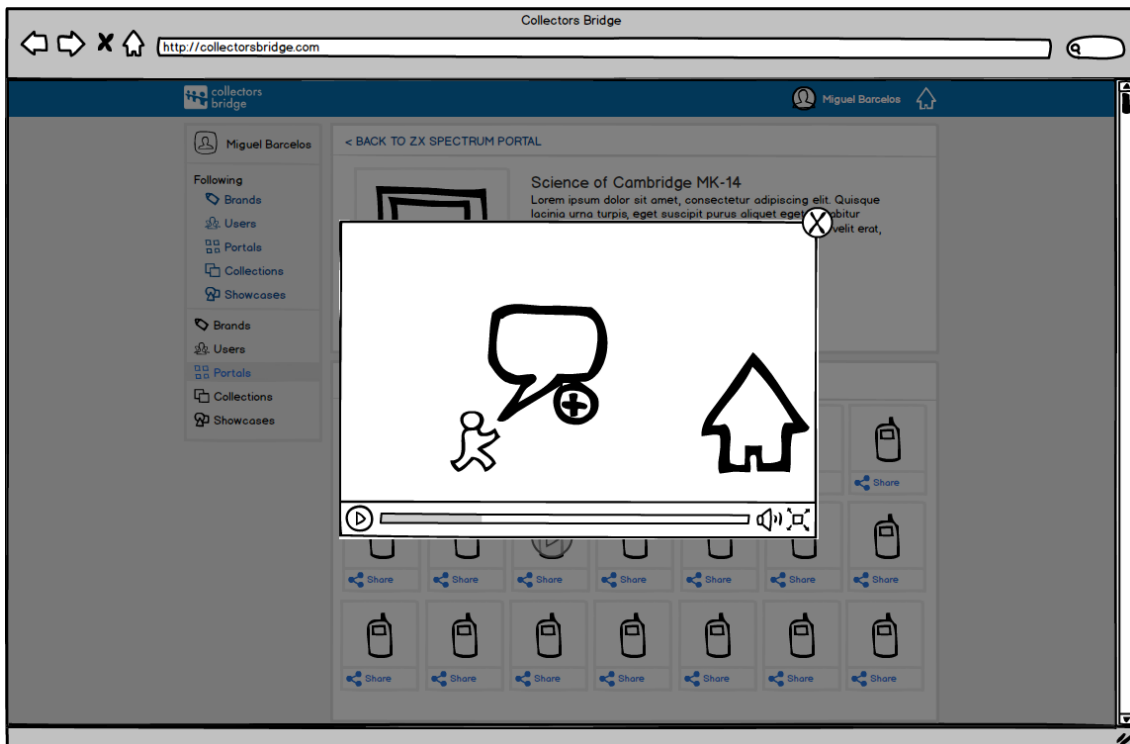 Collectors Bridge
http://collectorsbridge.com
collectors
bridge
Miguel Barcelos
Miguel Barcelos
Following
Brands
Users
Portals
Collections
Showcases
Brands
Users
Portals
Collections
Showcases
< BACK TO ZX SPECTRUM PORTAL
Science of Cambridge MK-14
Lorem ipsum dolor sit amet, consectetur adipiscing elit. Quisque
lacinia urna turpis, eget suscipit purus aliquet eget
velit erat,
Share
Share Share Share Share Share Share Share
Share Share Share Share Share Share Share